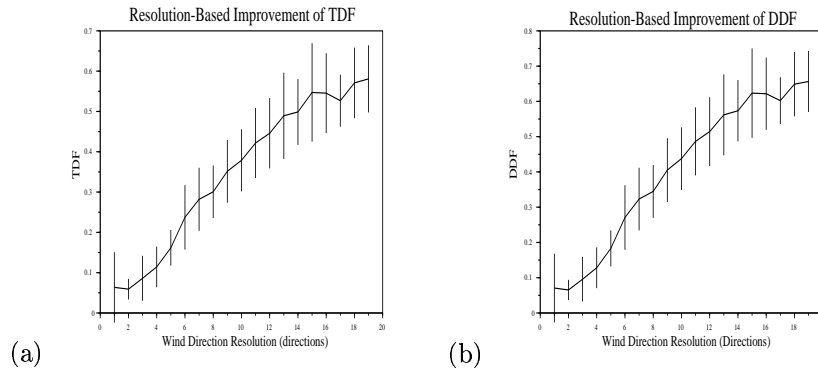 Resolution-Based Improvement of TDF
0.7
0.6
0.5
0.4
0.3
0.2
0.1
0
TDF
0 2 4 6 8 10 12 14 16 18 20
Wind Direction Resolution (directions)
(a)
Resolution-Based Improvement of DDF
0.8
0.7
0.6
0.5
0.4
0.3
0.2
0.1
0
DDF
0 2 4 6 8 10 12 14 16 18
Wind Direction Resolution (directions)
(b)